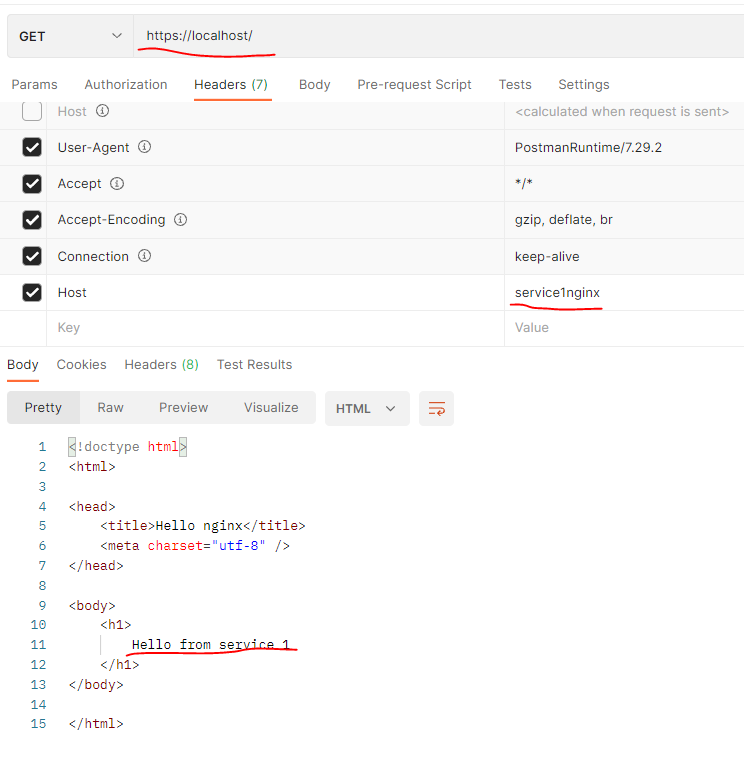 GET https://localhost/
Params Authorization Headers (7) Body Pre-request Script Tests Settings
Host <calculated when request is sent>
User-Agent PostmanRuntime/7.29.2
Accept */*
Accept-Encoding gzip, deflate, br
Connection keep-alive
Host service1nginx
Key Value
Body Cookies Headers (8) Test Results
Pretty Raw Preview Visualize HTML
1 <!doctype html>
2 <html>
3
4 <head>
5 <title>Hello nginx</title>
6 <meta charset="utf-8" />
7 </head>
8
9 <body>
10 <h1>
11 Hello from service 1
12 </h1>
13 </body>
14
15 </html>